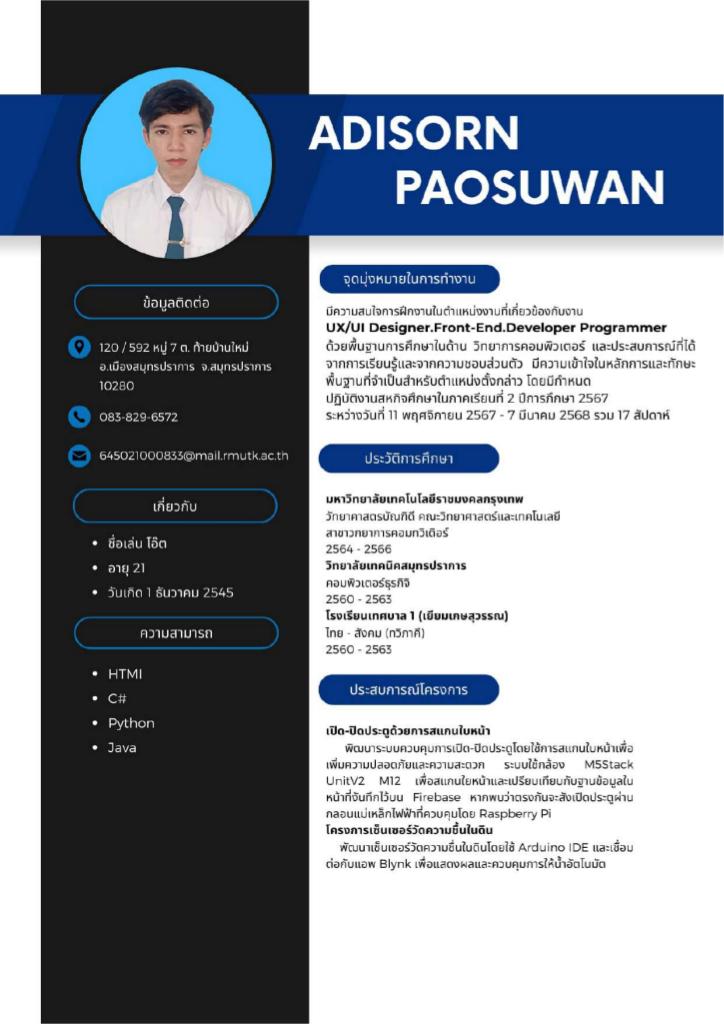 ADISORN
PAOSUWAN
ข้อมูลติดต่อ
120 / 592 หมู่ 7 ต. ท้ายบ้านใหม่
อ.เมืองสมุทรปราการ จ.สมุทรปราการ
10280
083-829-6572
645021000833@mail.rmutk.ac.th
เกี่ยวกับ
ชื่อเล่น โอ๊ต
อายุ 21
วันเกิด 1 ธันวาคม 2545
ความสามารถ
HTMl
C#
Python
Java
จุดมุ่งหมายในการทำงาน
มีความสนใจการฝึกงานในตำแหน่งงานที่เกี่ยวข้องกับงาน
UX/UI Designer.Front-End.Developer Programmer
ด้วยพื้นฐานการศึกษาในด้าน วิทยาการคอมพิวเตอร์ และประสบการณ์ที่ได้
จากการเรียนรู้และจากความชอบส่วนตัว มีความเข้าใจในหลักการและทักษะ
พื้นฐานที่จำเป็นสำหรับตำแหน่งดั่งกล่าว โดยมีกำหนด
ปฏิบัติงานสหกิจศึกษาในภาคเรียนที่ 2 ปีการศึกษา 2567
ระหว่างวันที่ 11 พฤศจิกายน 2567 - 7 มีนาคม 2568 รวม 17 สัปดาห์
ประวัติการศึกษา
มหาวิทยาลัยเทคโนโลยีราชมงคลกรุงเทพ
วิทยาศาสตรบัณฑิต คณะวิทยาศาสตร์และเทคโนโลยี
สาขาวิทยาการคอมพิวเตอร์
2564 - 2566
วิทยาลัยเทคนิคสมุทรปราการ
คอมพิวเตอร์ธุรกิจ
2560 - 2563
โรงเรียนเทศบาล 1 (เยี่ยมเกษสุวรรณ)
ไทย - สังคม (ทวิภาคี)
2560 - 2563
ประสบการณ์โครงการ
เปิด-ปิดประตูด้วยการสแกนใบหน้า
พัฒนาระบบควบคุมการเปิด-ปิดประตูโดยใช้การสแกนใบหน้าเพื่อ
เพิ่มความปลอดภัยและความสะดวก ระบบใช้กล้อง M5Stack
UnitV2 M12 เพื่อสแกนใบหน้าและเปรียบเทียบกับฐานข้อมูลใบ
หน้าที่จันทึกไว้บน Firebase หากพบว่าตรงกันจะสั่งเปิดประตูผ่าน
กลอนแม่เหล็กไฟฟ้าที่ควบคุมโดย Raspberry Pi
โครงการเซ็นเซอร์วัดความชื้นในดิน
พัฒนาเซ็นเซอร์วัดความชื้นในดินโดยใช้ Arduino IDE และเชื่อม
ต่อกับแอพ Blynk เพื่อแสดงผลและควบคุมการให้น้ำอัตโนมัติ